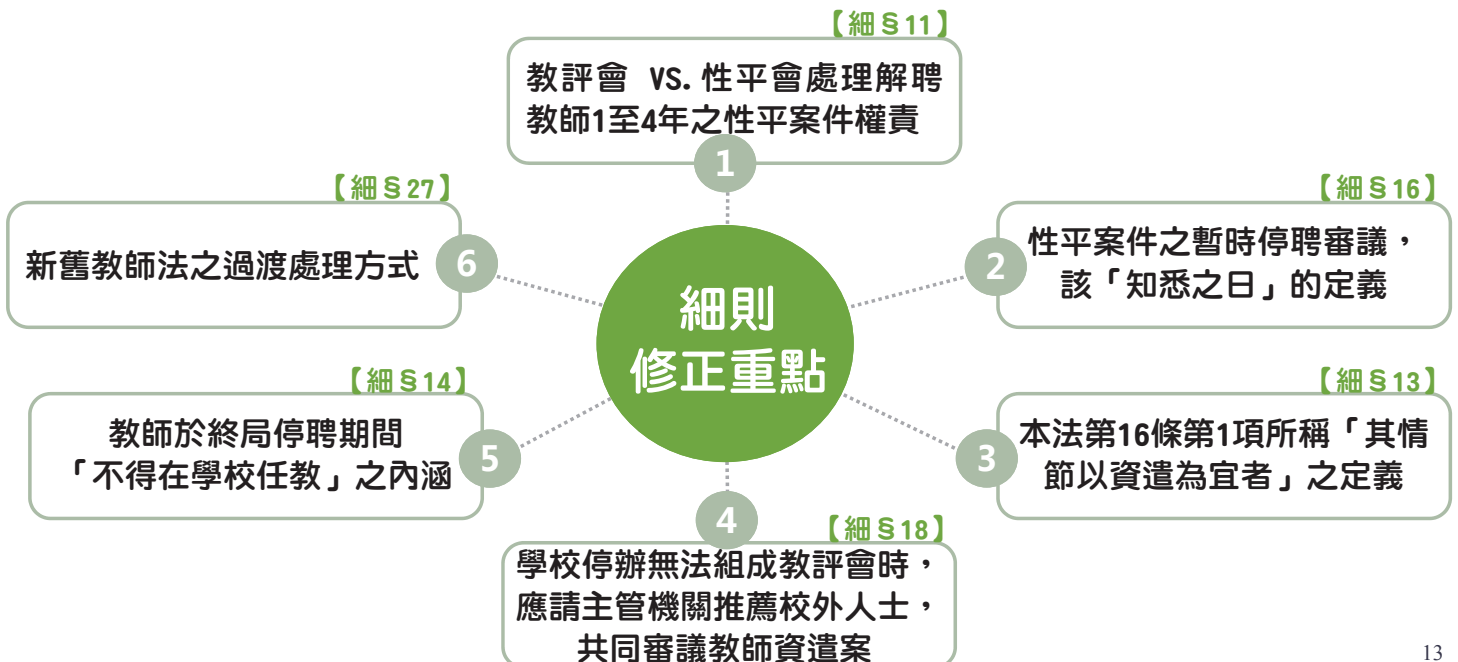 【細§11】
教評會 VS.性平會處理解聘
教師1至4年之性平案件權責
1
【細§16】
性平案件之暫時停聘審議，
該「知悉之日」的定義
2
【細§13】
本法第16條第1項所稱「其情
節以資遣為宜者」之定義
3
【細§18】
學校停辦無法組成教評會時，
應請主管機關推薦校外人士，
共同審議教師資遣案
4
【細§14】
教師於終局停聘期間
「不得在學校任教」之內涵
5
【細§27】
新舊教師法之過渡處理方式
6
細則
修正重點
13